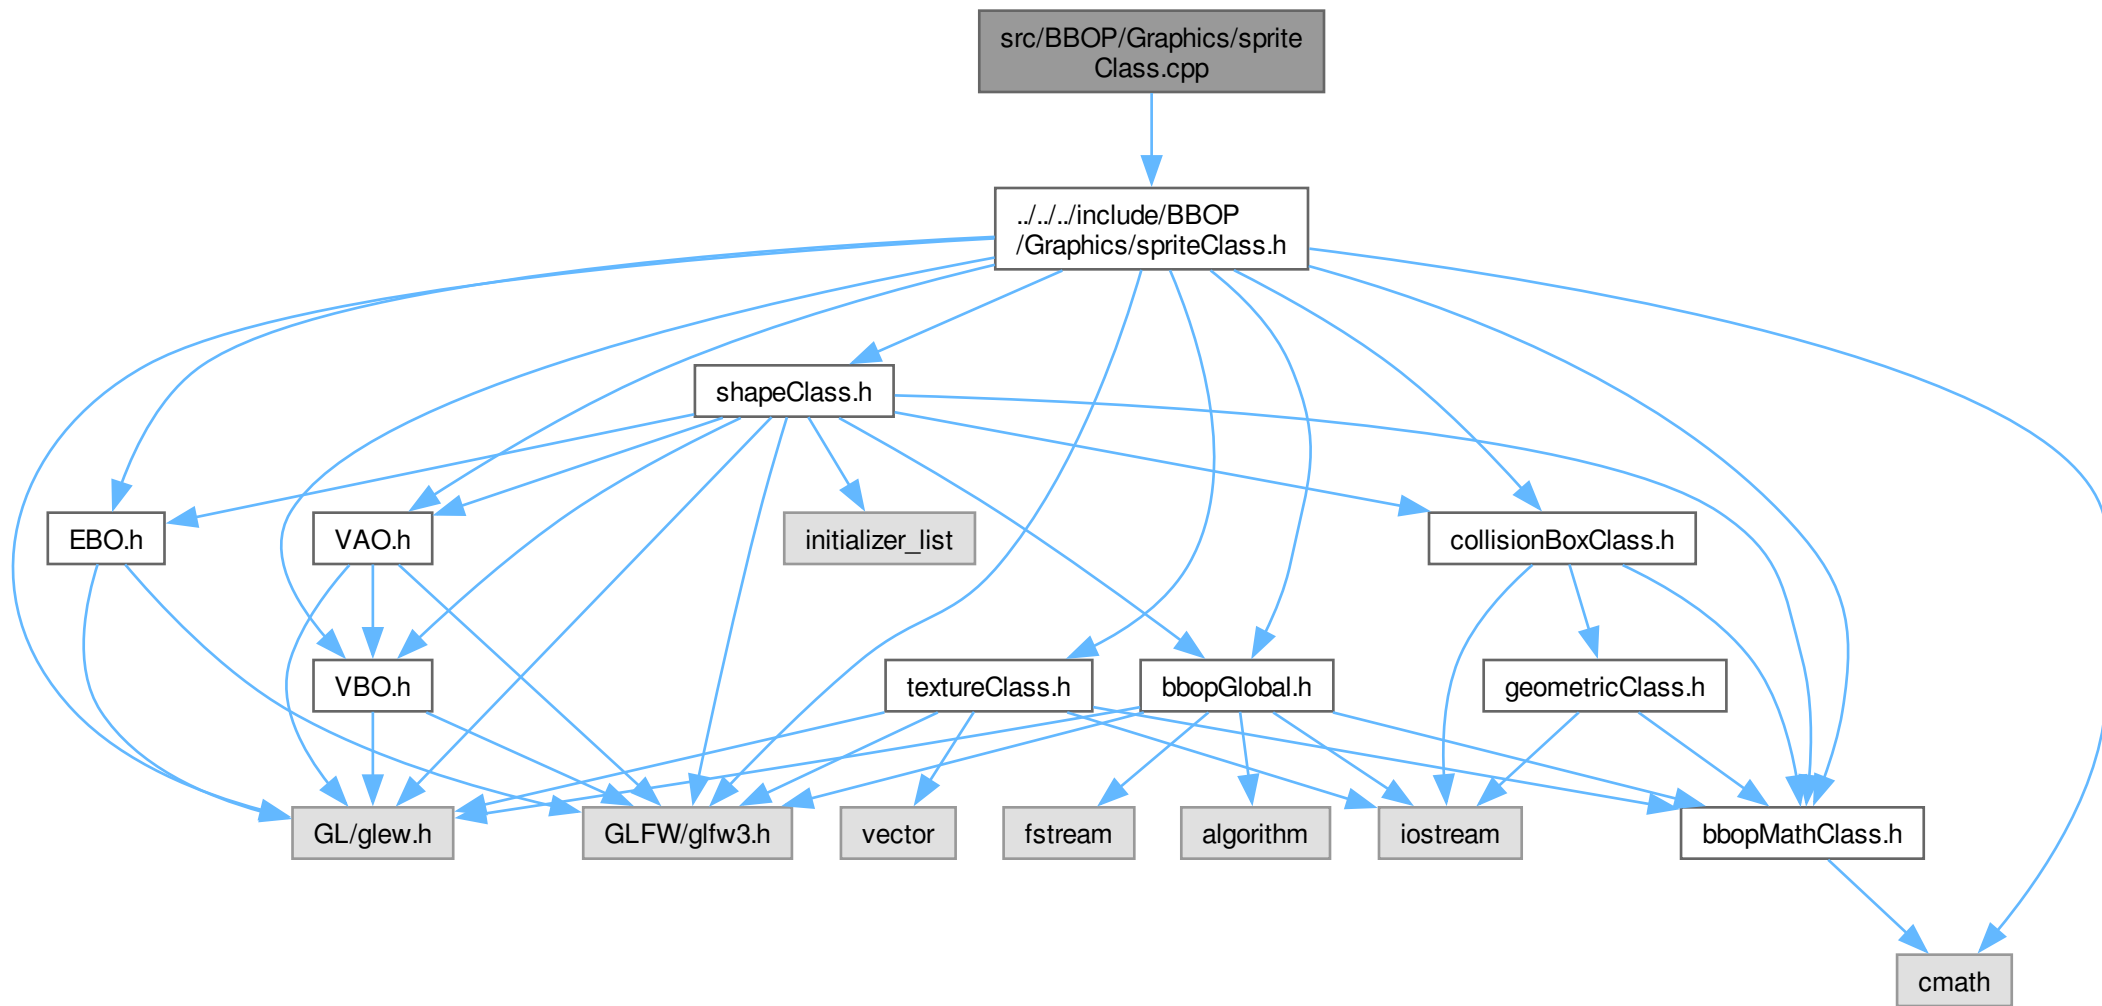 src/BBOP/Graphics/sprite
Class.cpp
../../../include/BBOP
/Graphics/spriteClass.h
shapeClass.h
EBO.h
VAO.h
initializer_list
collisionBoxClass.h
VBO.h
textureClass.h
bbopGlobal.h
geometricClass.h
GL/glew.h
GLFW/glfw3.h
vector
fstream
algorithm
iostream
bbopMathClass.h
cmath